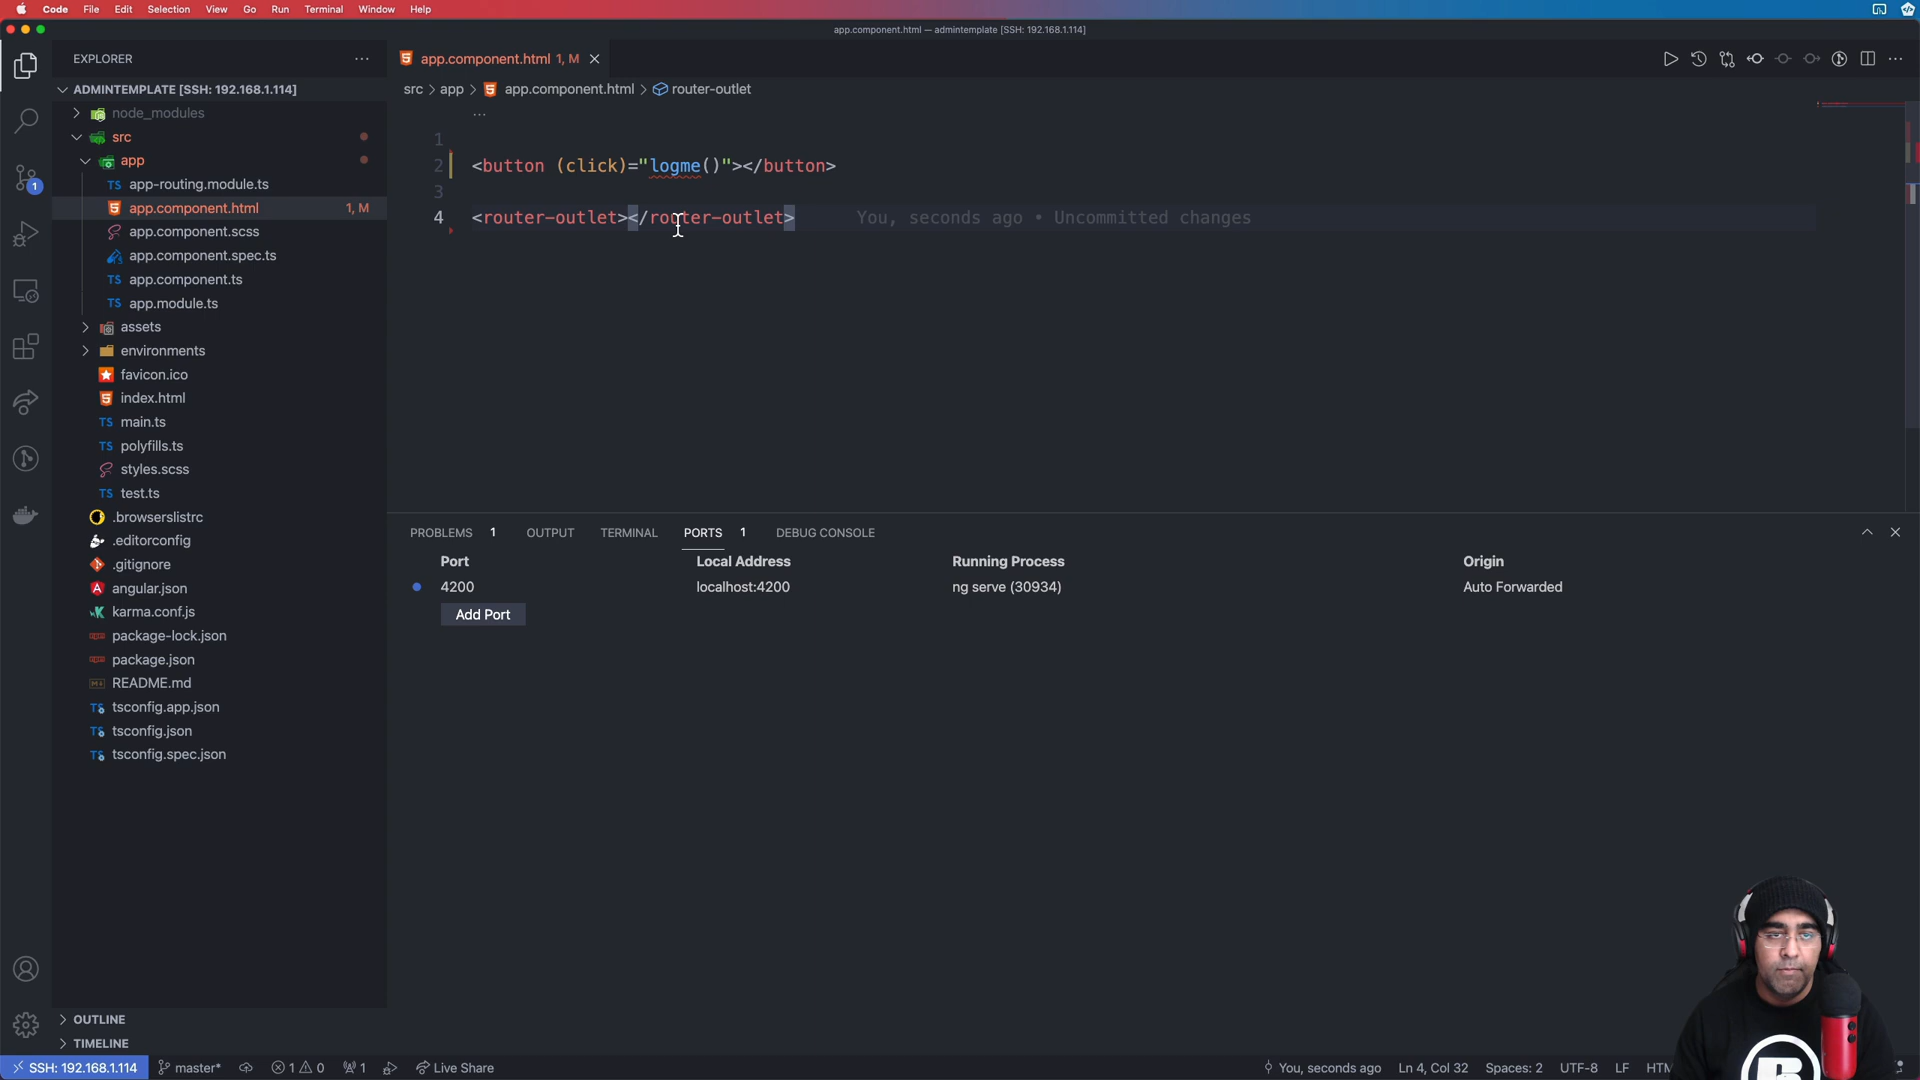 Code File Edit Selection View Go Run Terminal Window Help
app.component.html — admintemplate [SSH: 192.168.1.114]
EXPLORER
ADMINTEMPLATE [SSH: 192.168.1.114]
node_modules
src
app
app-routing.module.ts
app.component.html 1, M
app.component.scss
app.component.spec.ts
app.component.ts
app.module.ts
assets
environments
favicon.ico
index.html
main.ts
polyfills.ts
styles.scss
test.ts
.browserslistrc
.editorconfig
.gitignore
angular.json
karma.conf.js
package-lock.json
package.json
README.md
tsconfig.app.json
tsconfig.json
tsconfig.spec.json
OUTLINE
TIMELINE
1
app.component.html 1, M
src > app > app.component.html > router-outlet
...
1
2 <button (click)="logme()"></button>
3
4 <router-outlet></router-outlet> You, seconds ago • Uncommitted changes
PROBLEMS 1 OUTPUT TERMINAL PORTS 1 DEBUG CONSOLE
Port Local Address Running Process Origin
4200 localhost:4200 ng serve (30934) Auto Forwarded
Add Port
SSH: 192.168.1.114 master* 1 0 1 Live Share You, seconds ago Ln 4, Col 32 Spaces: 2 UTF-8 LF